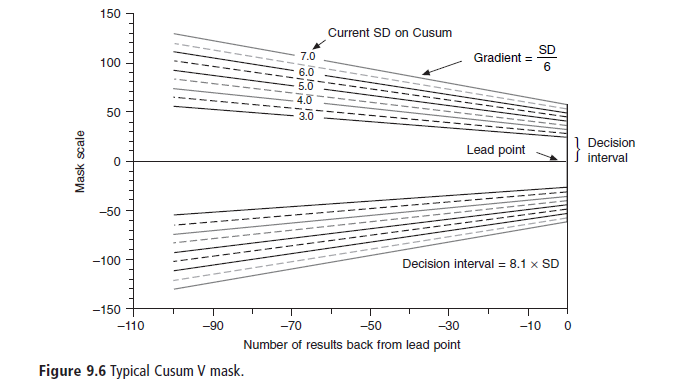 150
Current SD on Cusum
Gradient = SD
6
7.0
100
6.0
5.0
4.0
3.0
50
Lead point
} Decision
interval
0
Mask scale
−50
Decision interval = 8.1 × SD
−100
−150
−110 −90 −70 −50 −30 −10 0
Number of results back from lead point
Figure 9.6 Typical Cusum V mask.